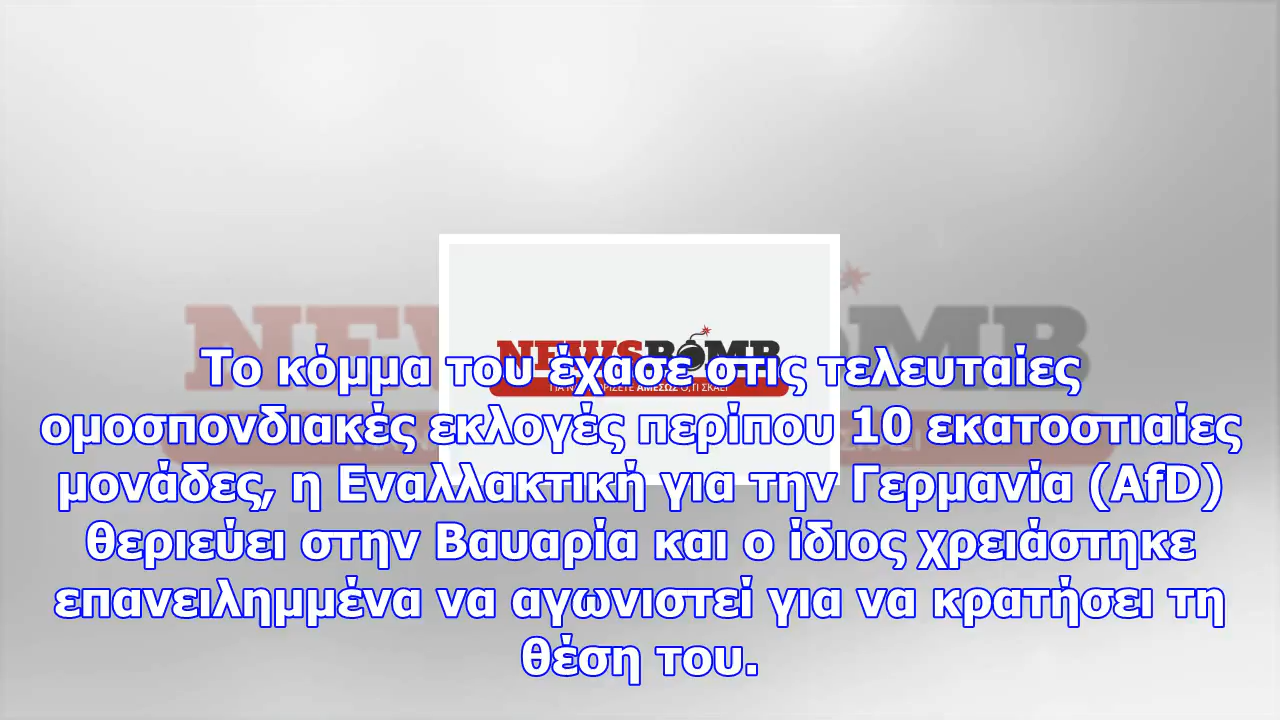 NEWSBOMB
Το κόμμα του έχασε στις τελευταίες
ομοσπονδιακές εκλογές περίπου 10 εκατοστιαίες
μονάδες, η Εναλλακτική για την Γερμανία (AfD)
θεριεύει στην Βαυαρία και ο ίδιος χρειάστηκε
επανειλημμένα να αγωνιστεί για να κρατήσει τη
θέση του.